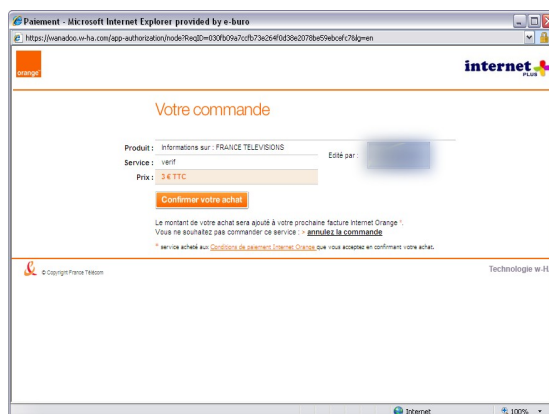 Paiement - Microsoft Internet Explorer provided by e-buro
https://wanadoo.w-ha.com/app-authorization/node?ReqID=030fb09a7ccfb73e264f0d38e2078be59ebcefc7&lg=en
orange
internet
PLUS
Votre commande
Produit : Informations sur : FRANCE TELEVISIONS
Edité par :
Service : verif
Prix : 3 € TTC
Confirmer votre achat
Le montant de votre achat sera ajouté à votre prochaine facture Internet Orange *.
Vous ne souhaitez pas commander ce service : » annulez la commande
* service acheté aux Conditions de paiement Internet Orange que vous acceptez en confirmant votre achat.
© Copyright France Télécom
Technologie w-HA
Internet
100%